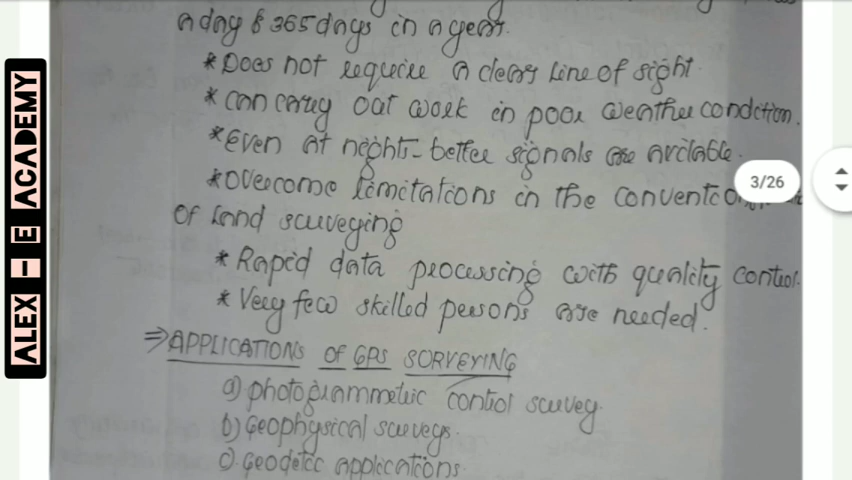 a day & 365 days in a year.
*Does not require a clear line of sight.
* can carry out work in poor weather condition.
*Even at nights-better signals are available.
*overcome limitations in the
of land surveying
* Rapid data processing with quality control.
* Very few skilled persons are needed.
⇒APPLICATIONS OF GPS SURVEYING
a) photogrammetric control survey.
b) Geophysical surveys.
c) Geodetic applications.
3/26
ALEX - E ACADEMY